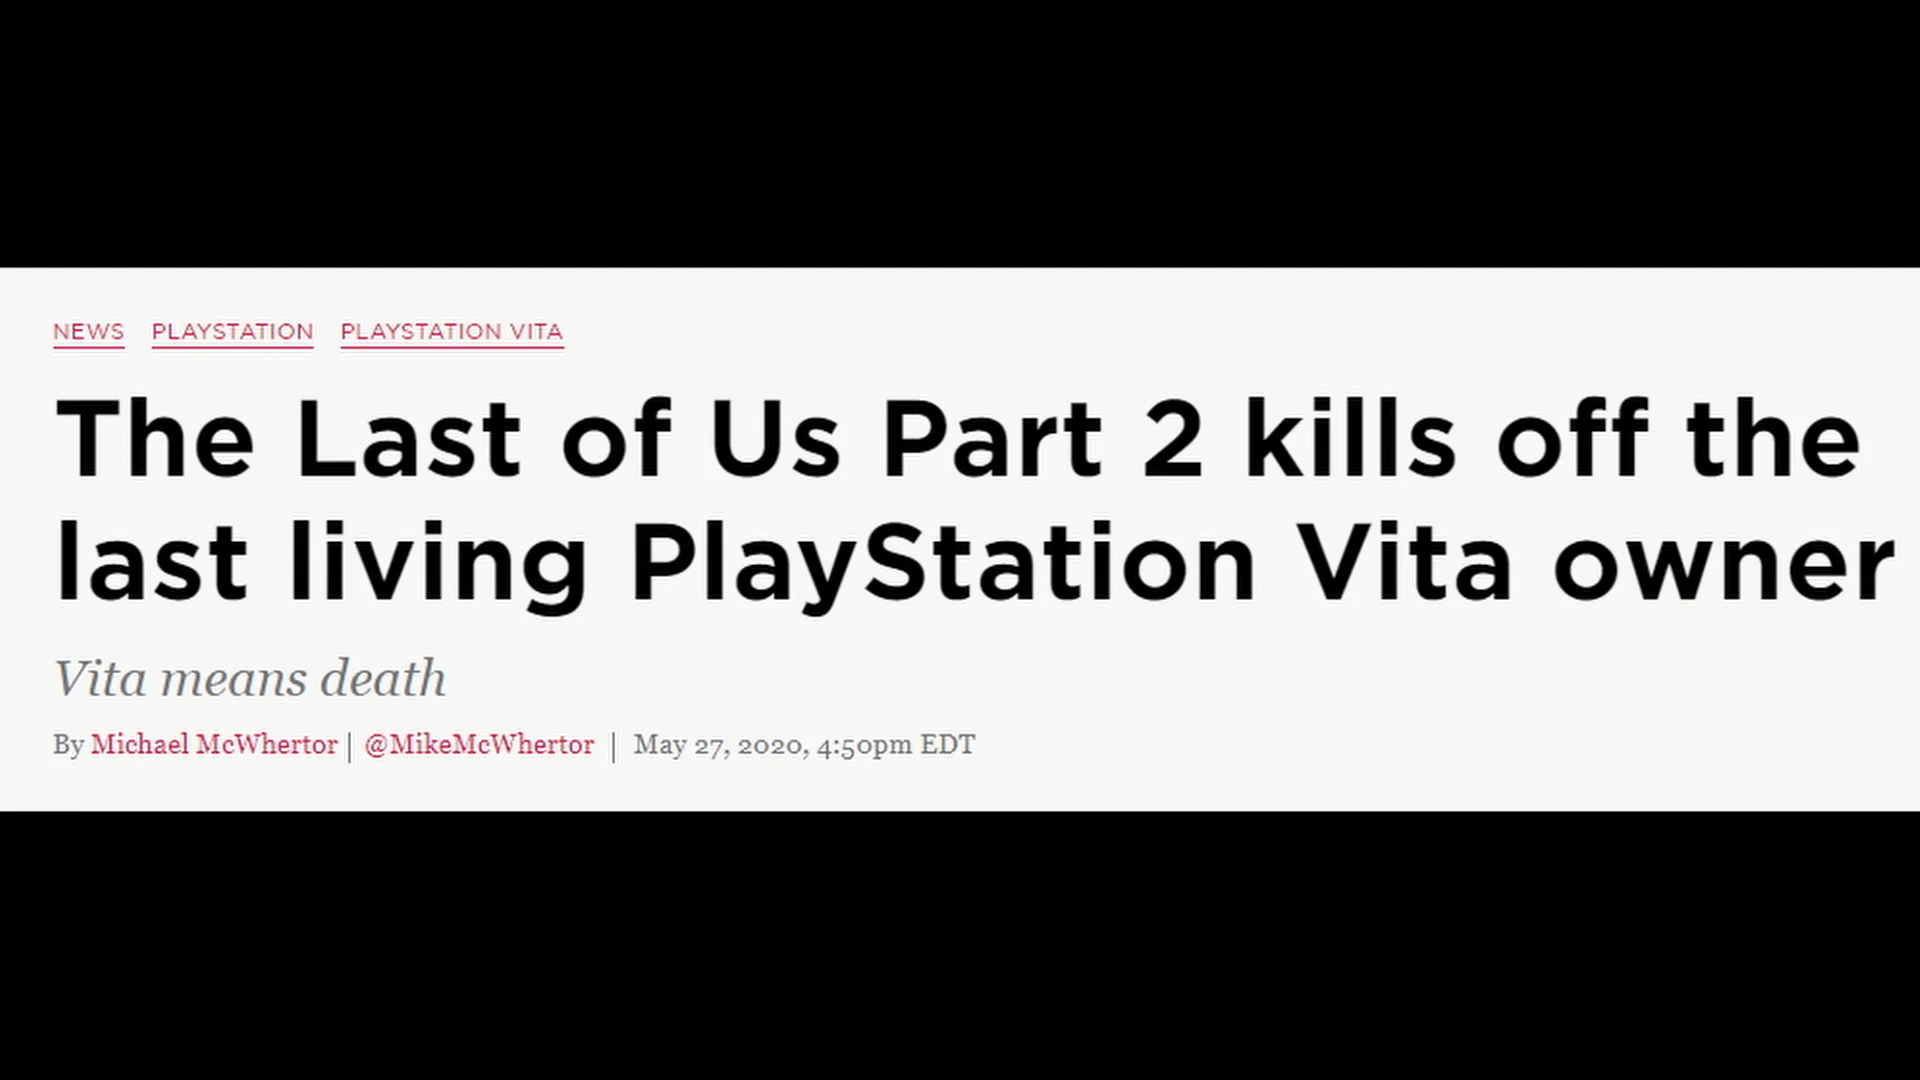 NEWS PLAYSTATION PLAYSTATION VITA
The Last of Us Part 2 kills off the
last living PlayStation Vita owner
Vita means death
By Michael McWhertor | @MikeMcWhertor | May 27, 2020, 4:50pm EDT